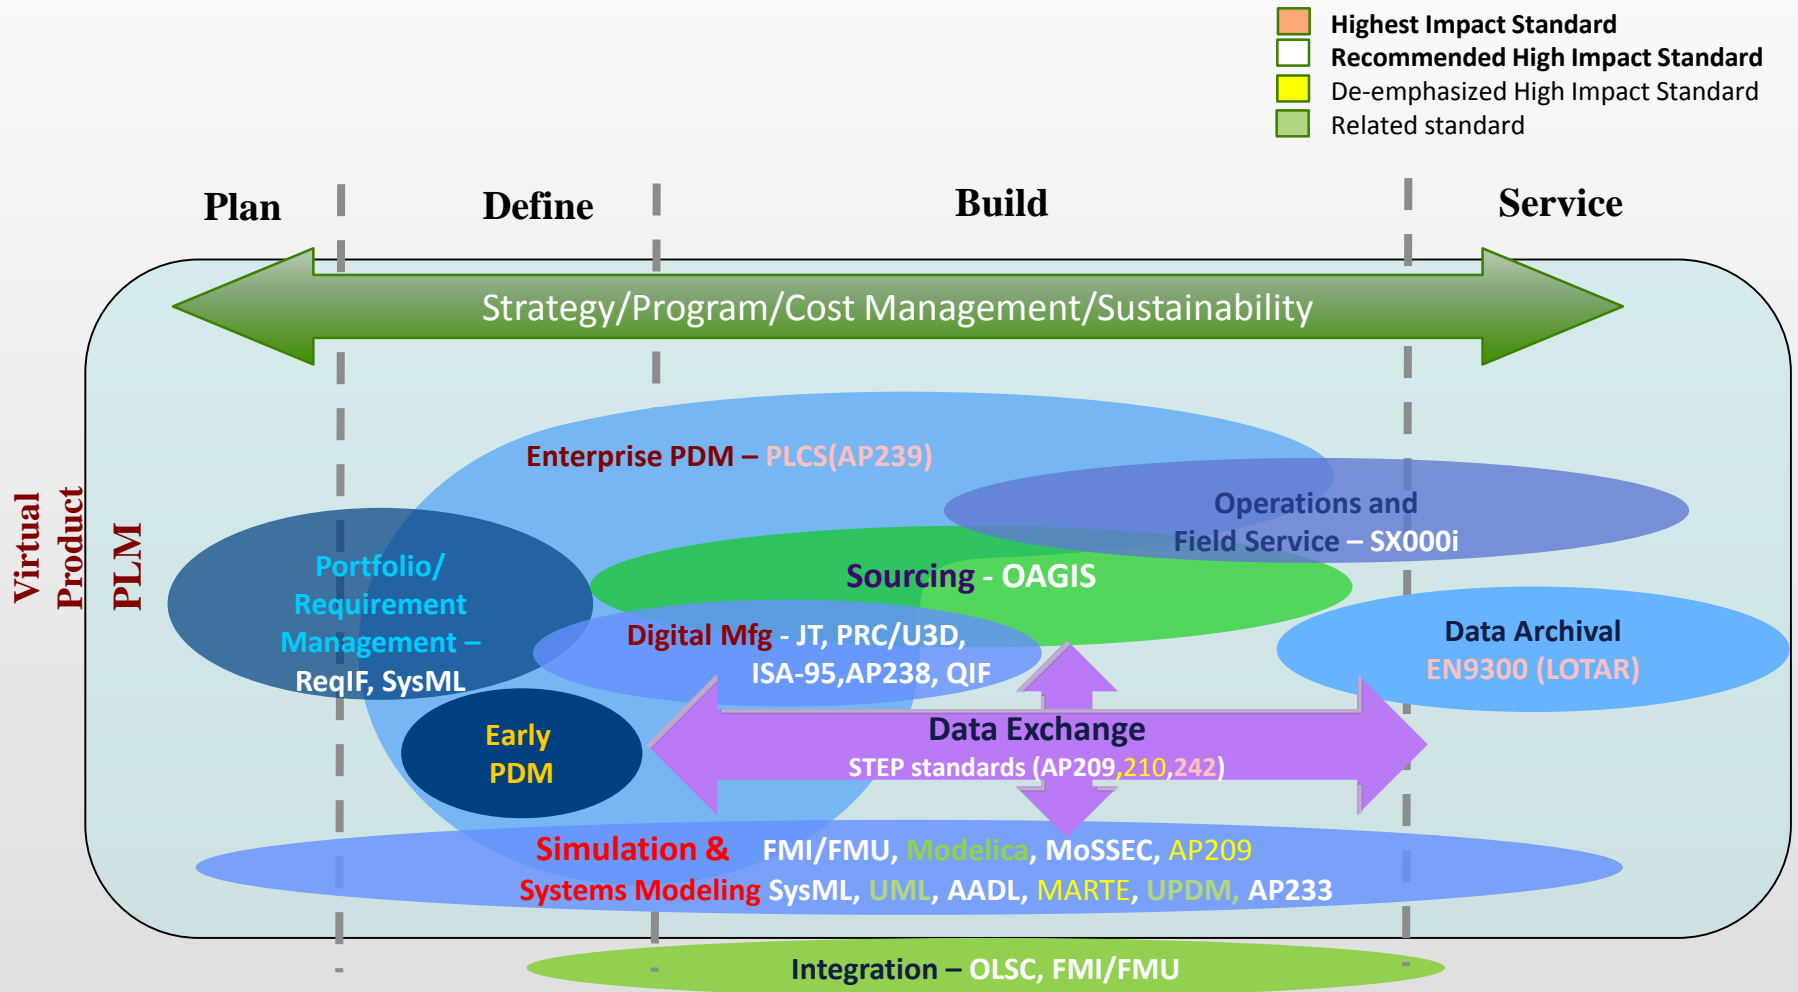 Highest Impact Standard
Recommended High Impact Standard
De-emphasized High Impact Standard
Related standard
Plan
Define
Build
Service
Strategy/Program/Cost Management/Sustainability
Virtual
Product
PLM
Enterprise PDM – PLCS(AP239)
Operations and
Field Service – SX000i
Portfolio/
Requirement
Management –
ReqIF, SysML
Sourcing - OAGIS
Digital Mfg - JT, PRC/U3D,
ISA-95,AP238, QIF
Data Archival
EN9300 (LOTAR)
Early
PDM
Data Exchange
STEP standards (AP209,210,242)
Simulation & FMI/FMU, Modelica, MoSSEC, AP209
Systems Modeling SysML, UML, AADL, MARTE, UPDM, AP233
Integration – OLSC, FMI/FMU